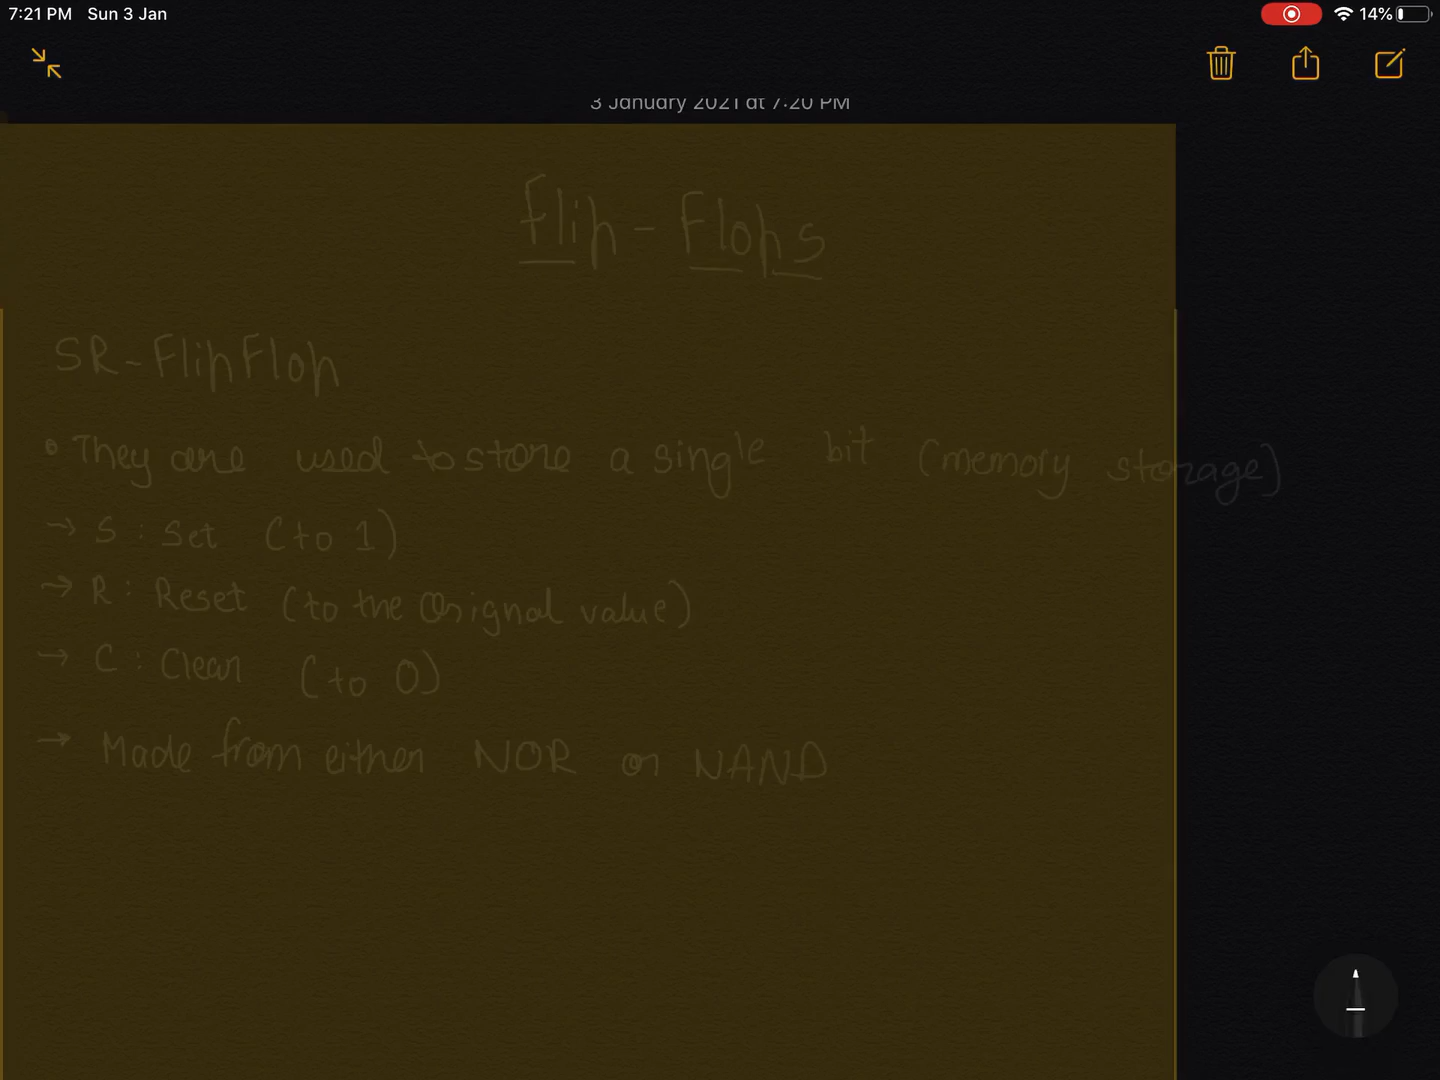 7:21 PM Sun 3 Jan 14%
3 January 2021 at 7:20 PM
Flip-Flops
SR-FlipFlop
• They are used to store a single bit (memory storage)
→ S : Set (to 1)
→ R : Reset (to the Orignal value)
→ C : Clear (to 0)
→ Made from either NOR or NAND